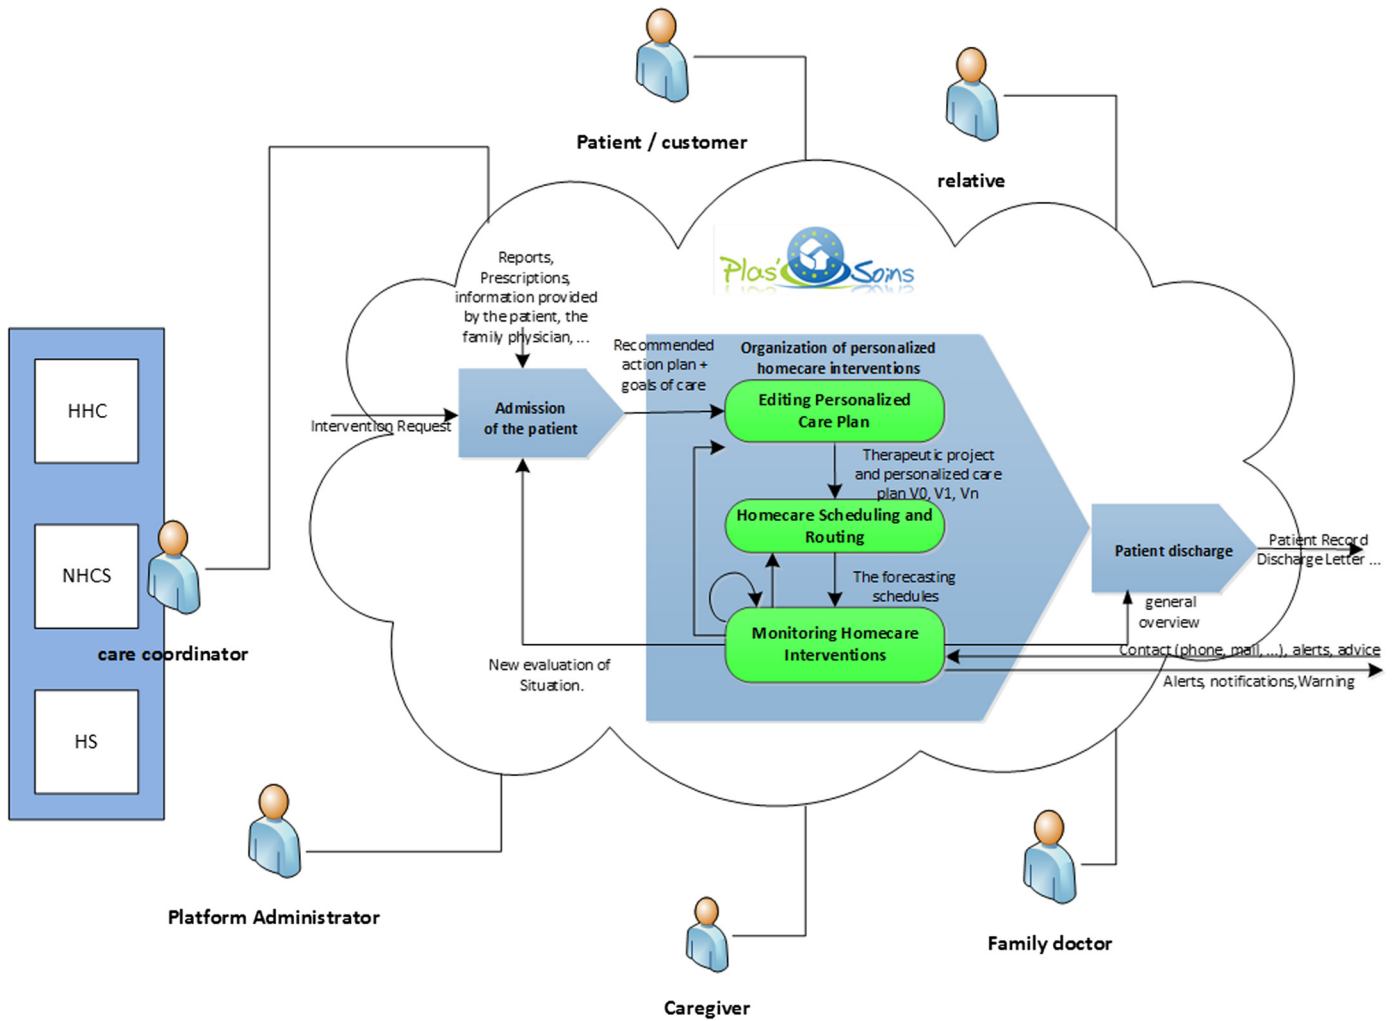 Patient / customer
relative
Plas' Soins
Reports,
Prescriptions,
information provided
by the patient, the
family physician, ...
Recommended
action plan +
goals of care
Organization of personalized
homecare interventions
Editing Personalized
Care Plan
HHC
Intervention Request
Admission
of the patient
Therapeutic project
and personalized care
plan V0, V1, Vn
Homecare Scheduling and
Routing
Patient discharge
Patient Record
Discharge Letter ...
NHCS
The forecasting
schedules
general
overview
care coordinator
Monitoring Homecare
Interventions
New evaluation of
Situation.
Contact (phone, mail, ...), alerts, advice
Alerts, notifications,Warning
HS
Platform Administrator
Family doctor
Caregiver